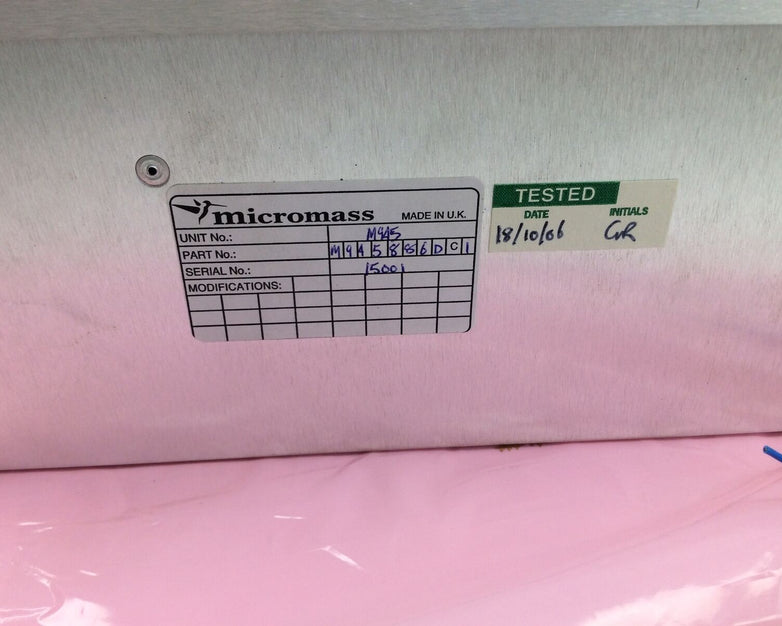 micromass MADE IN U.K.
UNIT No.: M945
PART No.: M945886DC1
SERIAL No.: 15001
MODIFICATIONS:
TESTED
DATE INITIALS
18/10/06 GR